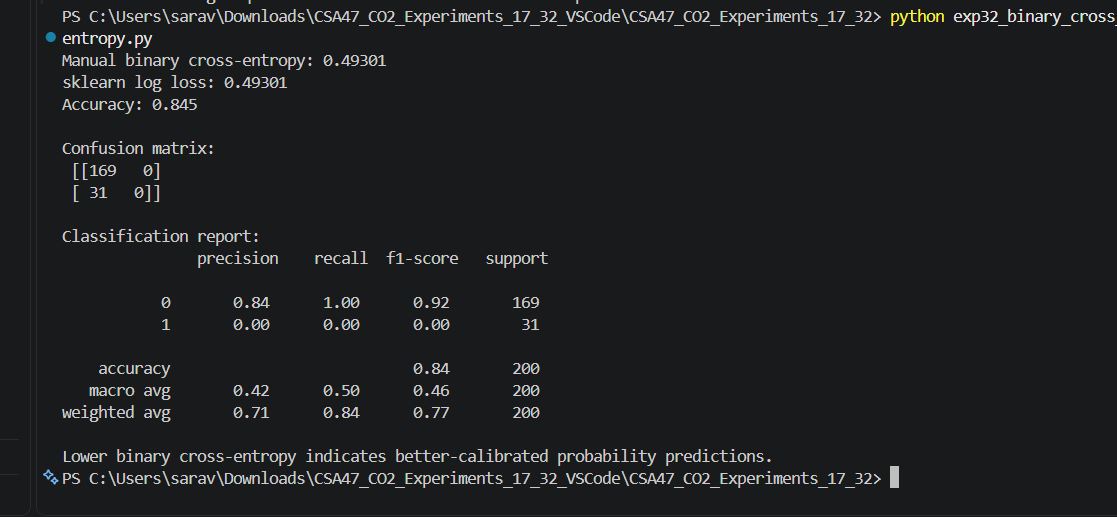 PS C:\Users\sarav\Downloads\CSA47_CO2_Experiments_17_32_VSCode\CSA47_CO2_Experiments_17_32> python exp32_binary_cross_
entropy.py
Manual binary cross-entropy: 0.49301
sklearn log loss: 0.49301
Accuracy: 0.845
Confusion matrix:
[[169   0]
[ 31   0]]
Classification report:
precision    recall  f1-score   support
0       0.84      1.00      0.92       169
1       0.00      0.00      0.00        31
accuracy                           0.84       200
macro avg       0.42      0.50      0.46       200
weighted avg       0.71      0.84      0.77       200
Lower binary cross-entropy indicates better-calibrated probability predictions.
PS C:\Users\sarav\Downloads\CSA47_CO2_Experiments_17_32_VSCode\CSA47_CO2_Experiments_17_32>